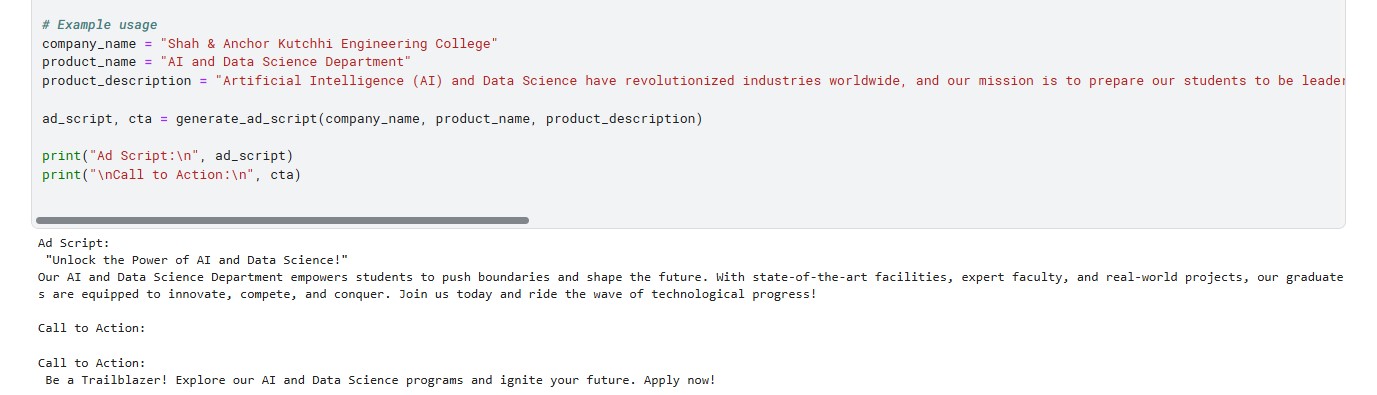 # Example usage
company_name = "Shah & Anchor Kutchhi Engineering College"
product_name = "AI and Data Science Department"
product_description = "Artificial Intelligence (AI) and Data Science have revolutionized industries worldwide, and our mission is to prepare our students to be leader
ad_script, cta = generate_ad_script(company_name, product_name, product_description)
print("Ad Script:\n", ad_script)
print("\nCall to Action:\n", cta)
Ad Script:
"Unlock the Power of AI and Data Science!"
Our AI and Data Science Department empowers students to push boundaries and shape the future. With state-of-the-art facilities, expert faculty, and real-world projects, our graduate
s are equipped to innovate, compete, and conquer. Join us today and ride the wave of technological progress!
Call to Action:
Call to Action:
Be a Trailblazer! Explore our AI and Data Science programs and ignite your future. Apply now!